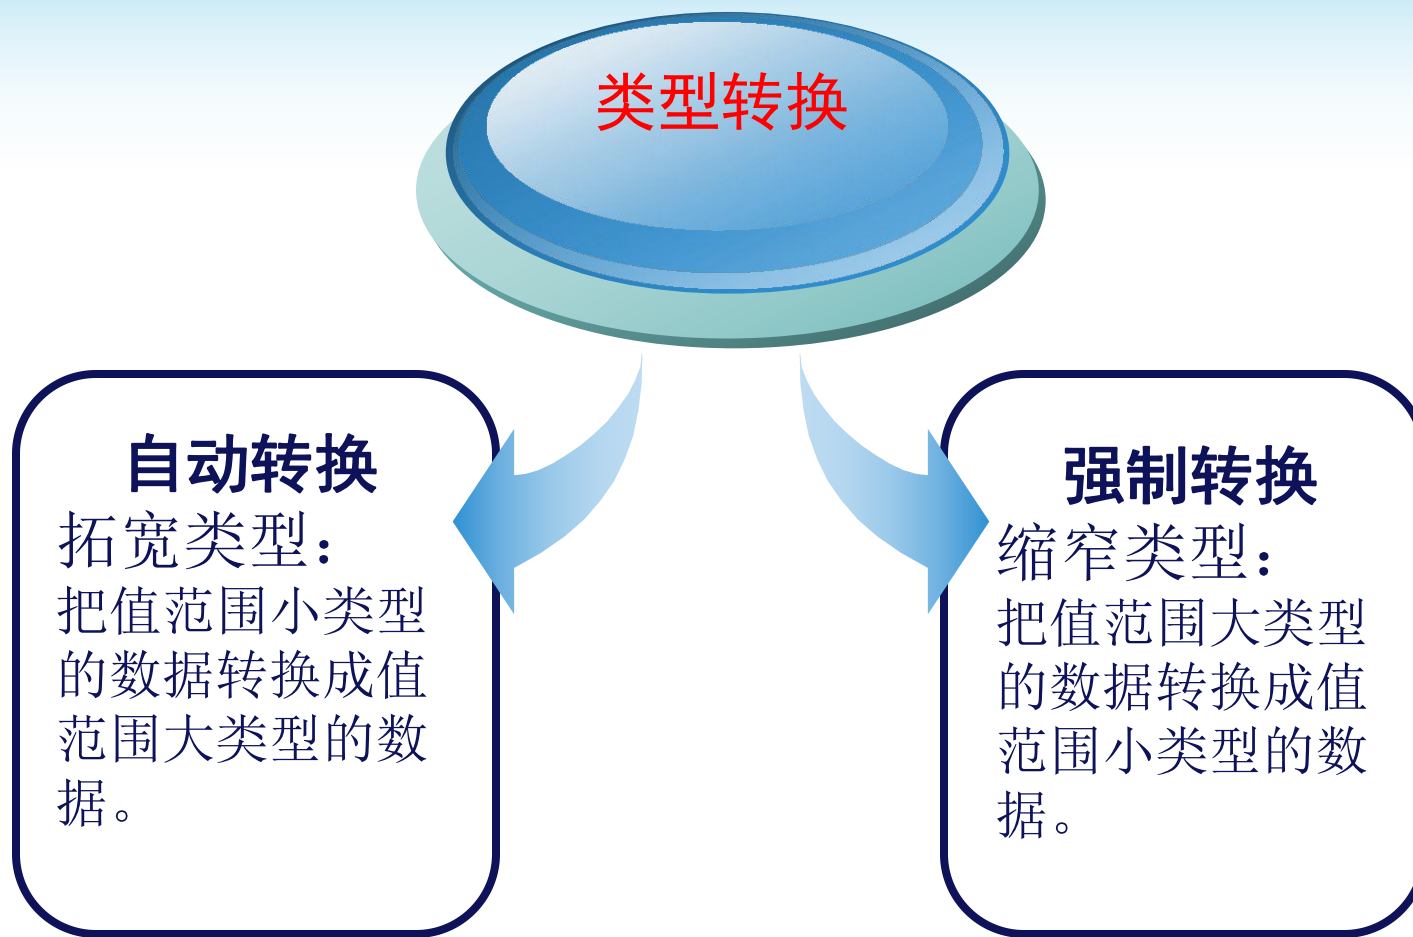 类型转换
自动转换
拓宽类型：
把值范围小类型
的数据转换成值
范围大类型的数
据。
强制转换
缩窄类型：
把值范围大类型
的数据转换成值
范围小类型的数
据。